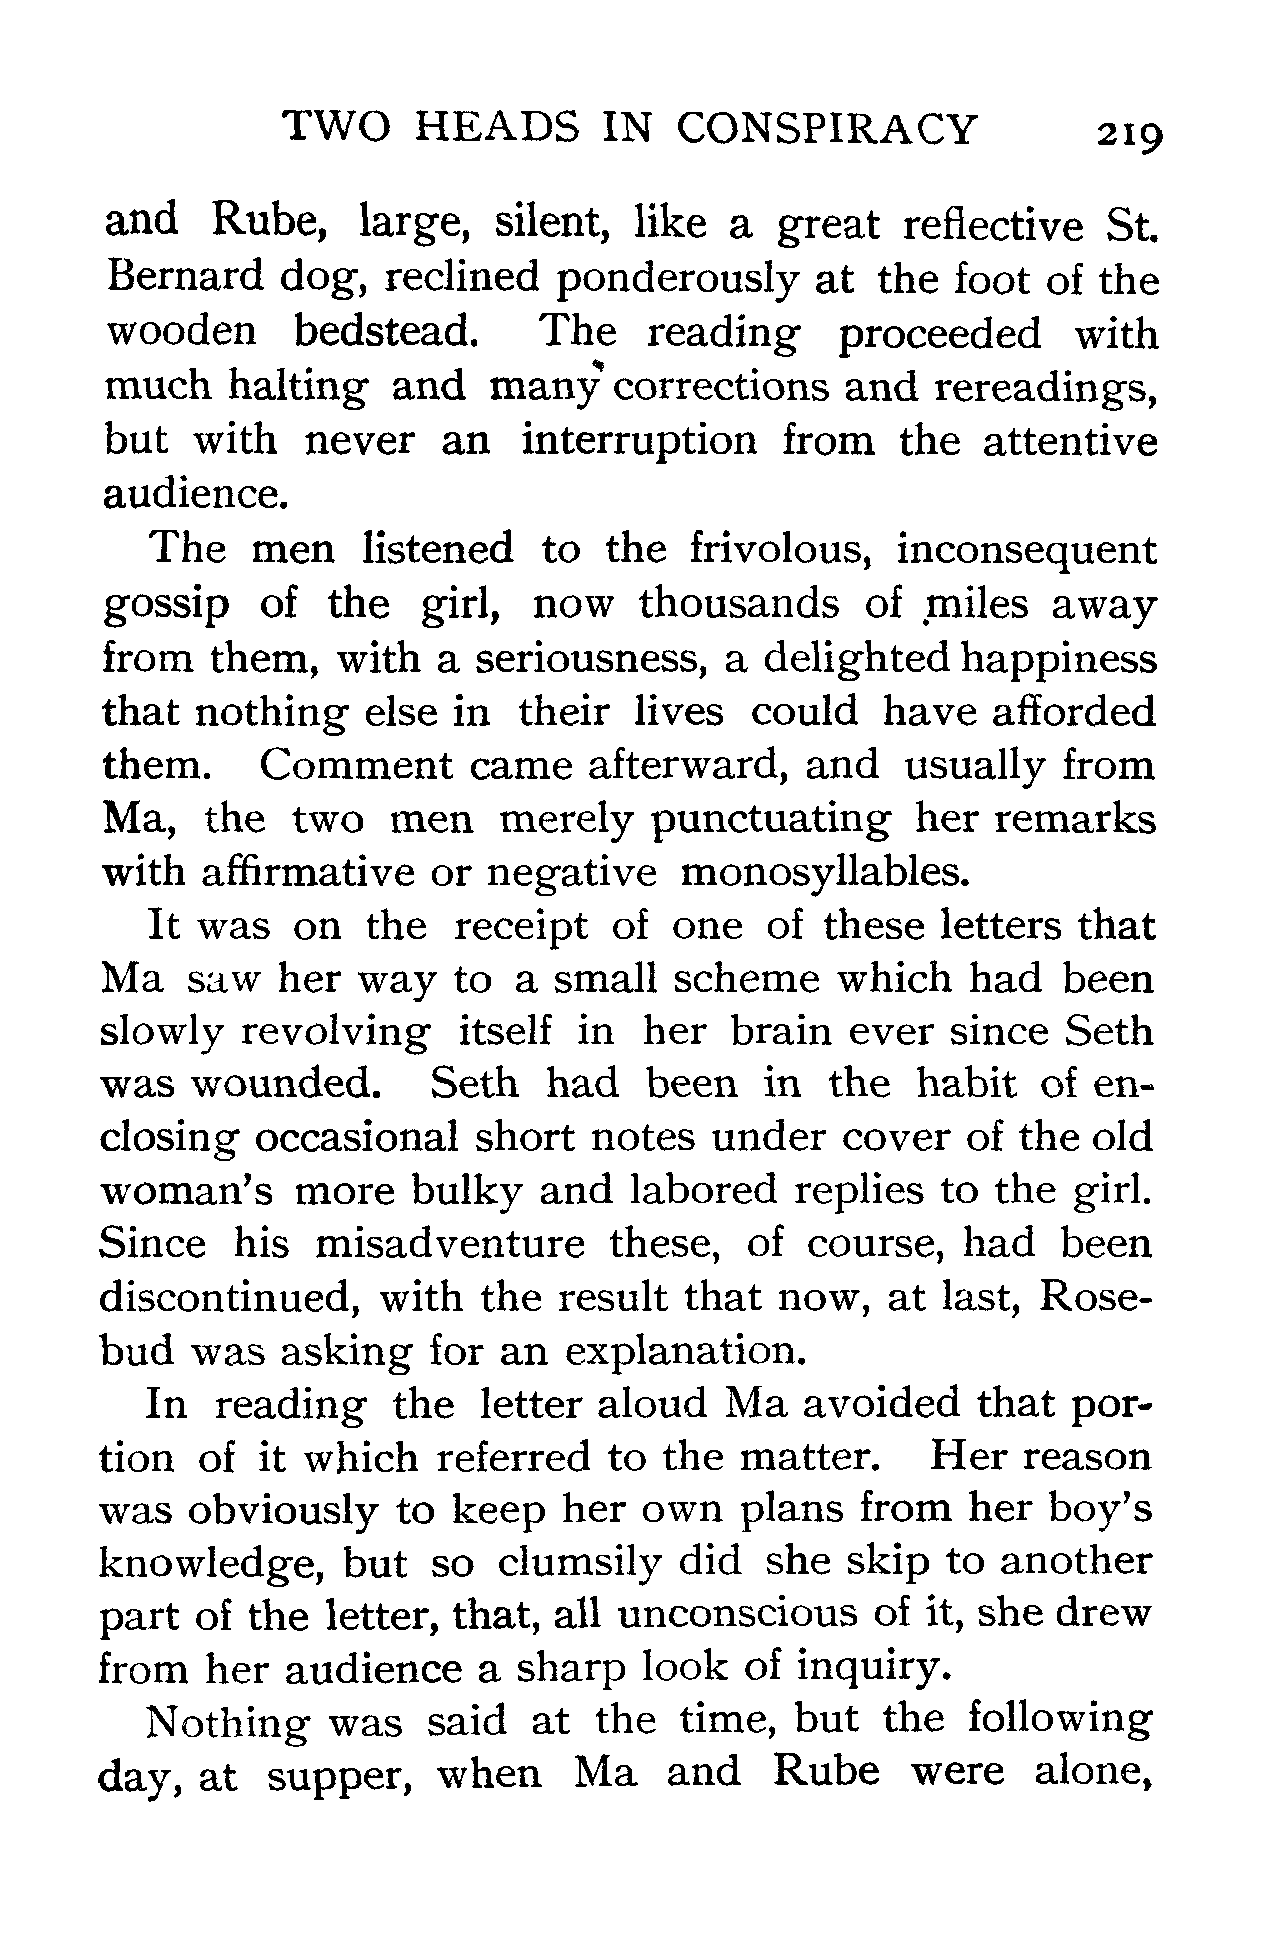 TWO HEADS IN CONSPIRACY 219
and Rube, large, silent, like a great reflective St.
Bernard dog, reclined ponderously at the foot of the
wooden bedstead. The reading proceeded with
much halting and many corrections and rereadings,
but with never an interruption from the attentive
audience.
The men listened to the frivolous, inconsequent
gossip of the girl, now thousands of miles away
from them, with a seriousness, a delighted happiness
that nothing else in their lives could have afforded
them. Comment came afterward, and usually from
Ma, the two men merely punctuating her remarks
with affirmative or negative monosyllables.
It was on the receipt of one of these letters that
Ma saw her way to a small scheme which had been
slowly revolving itself in her brain ever since Seth
was wounded. Seth had been in the habit of en-
closing occasional short notes under cover of the old
woman's more bulky and labored replies to the girl.
Since his misadventure these, of course, had been
discontinued, with the result that now, at last, Rose-
bud was asking for an explanation.
In reading the letter aloud Ma avoided that por-
tion of it which referred to the matter. Her reason
was obviously to keep her own plans from her boy's
knowledge, but so clumsily did she skip to another
part of the letter, that, all unconscious of it, she drew
from her audience a sharp look of inquiry.
Nothing was said at the time, but the following
day, at supper, when Ma and Rube were alone,